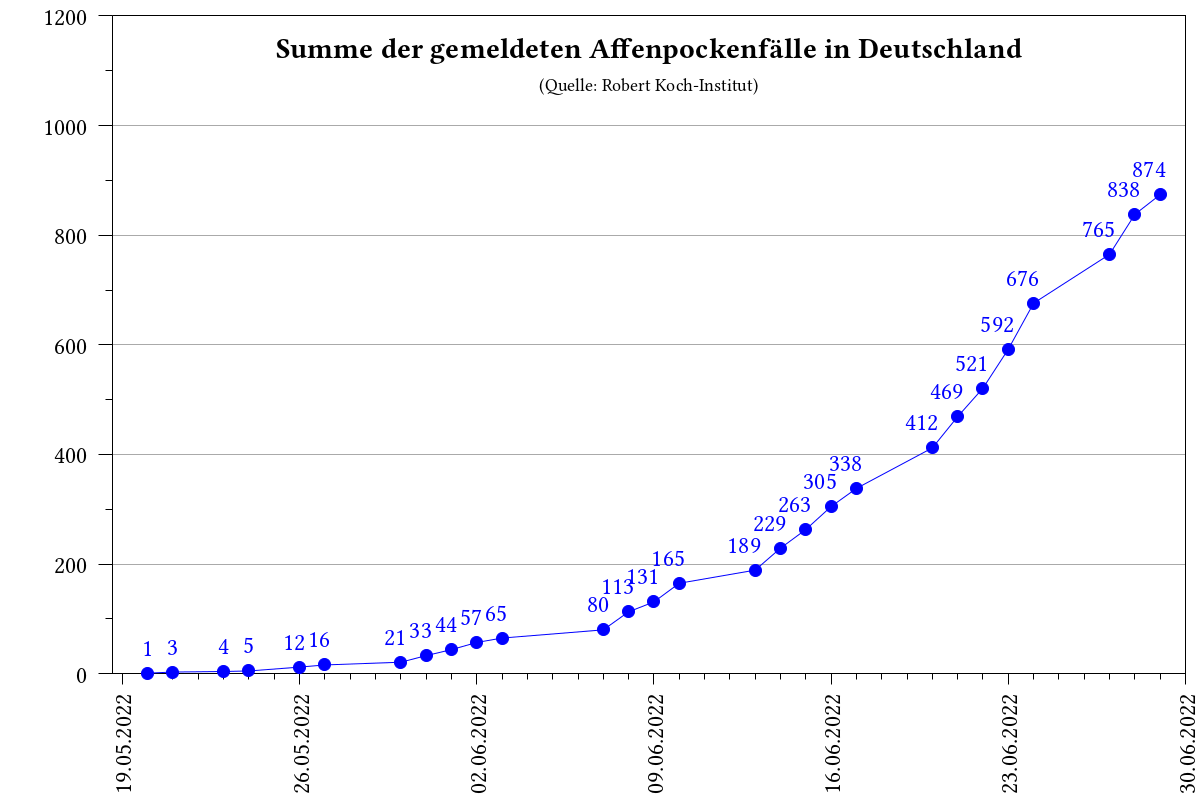 Summe der gemeldeten Affenpockenfälle in Deutschland
(Quelle: Robert Koch-Institut)
1200
1000
800
600
400
200
0
1 3 4 5 12 16 21 33 44 57 65 80 113 131 165 189 229 263 305 338 412 469 521 592 676 765 838 874
19.05.2022 26.05.2022 02.06.2022 09.06.2022 16.06.2022 23.06.2022 30.06.2022